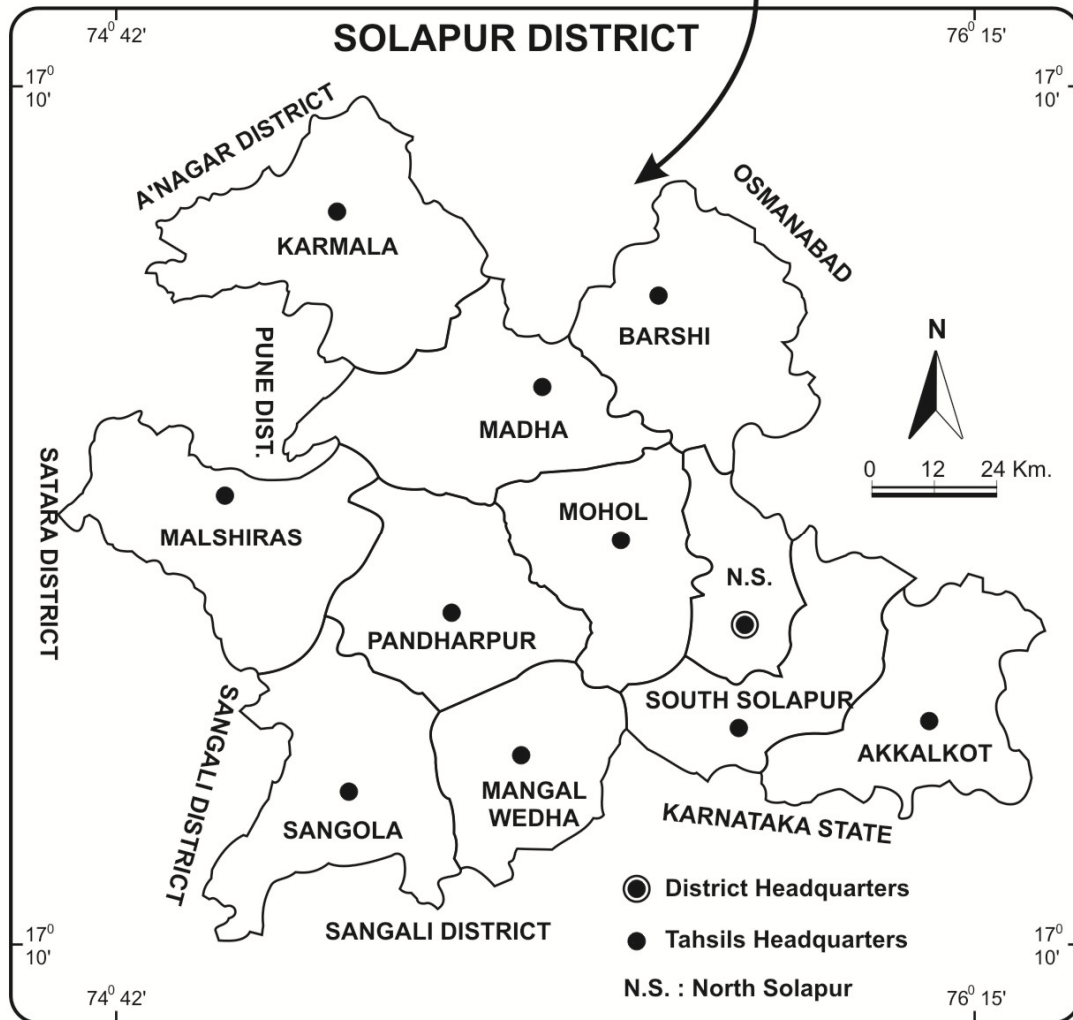 74⁰ 42'
SOLAPUR DISTRICT
76⁰ 15'
17⁰
10'
17⁰
10'
A'NAGAR DISTRICT
OSMANABAD
KARMALA
BARSHI
N
PUNE DIST.
MADHA
0 12 24 Km.
SATARA DISTRICT
MALSHIRAS
MOHOL
N.S.
PANDHARPUR
SOUTH SOLAPUR
AKKALKOT
SANGALI DISTRICT
MANGAL
WEDHA
SANGOLA
KARNATAKA STATE
District Headquarters
SANGALI DISTRICT
Tahsils Headquarters
N.S. : North Solapur
17⁰
10'
17⁰
10'
74⁰ 42'
76⁰ 15'